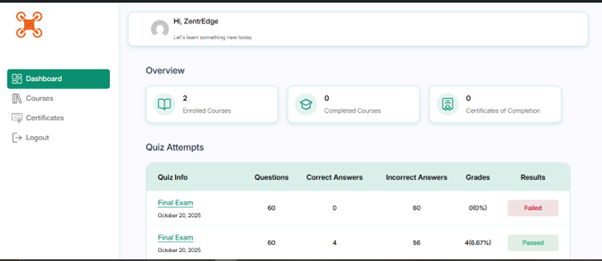 Hi, ZentrEdge
Let's learn something new today
Dashboard
Courses
Certificates
Logout
Overview
2
Enrolled Courses
0
Completed Courses
0
Certificates of Completion
Quiz Attempts
Quiz Info Questions Correct Answers Incorrect Answers Grades Results
Final Exam
October 20, 2025
60 0 60 0(0%) Failed
Final Exam
October 20, 2025
60 4 56 4(6.67%) Passed